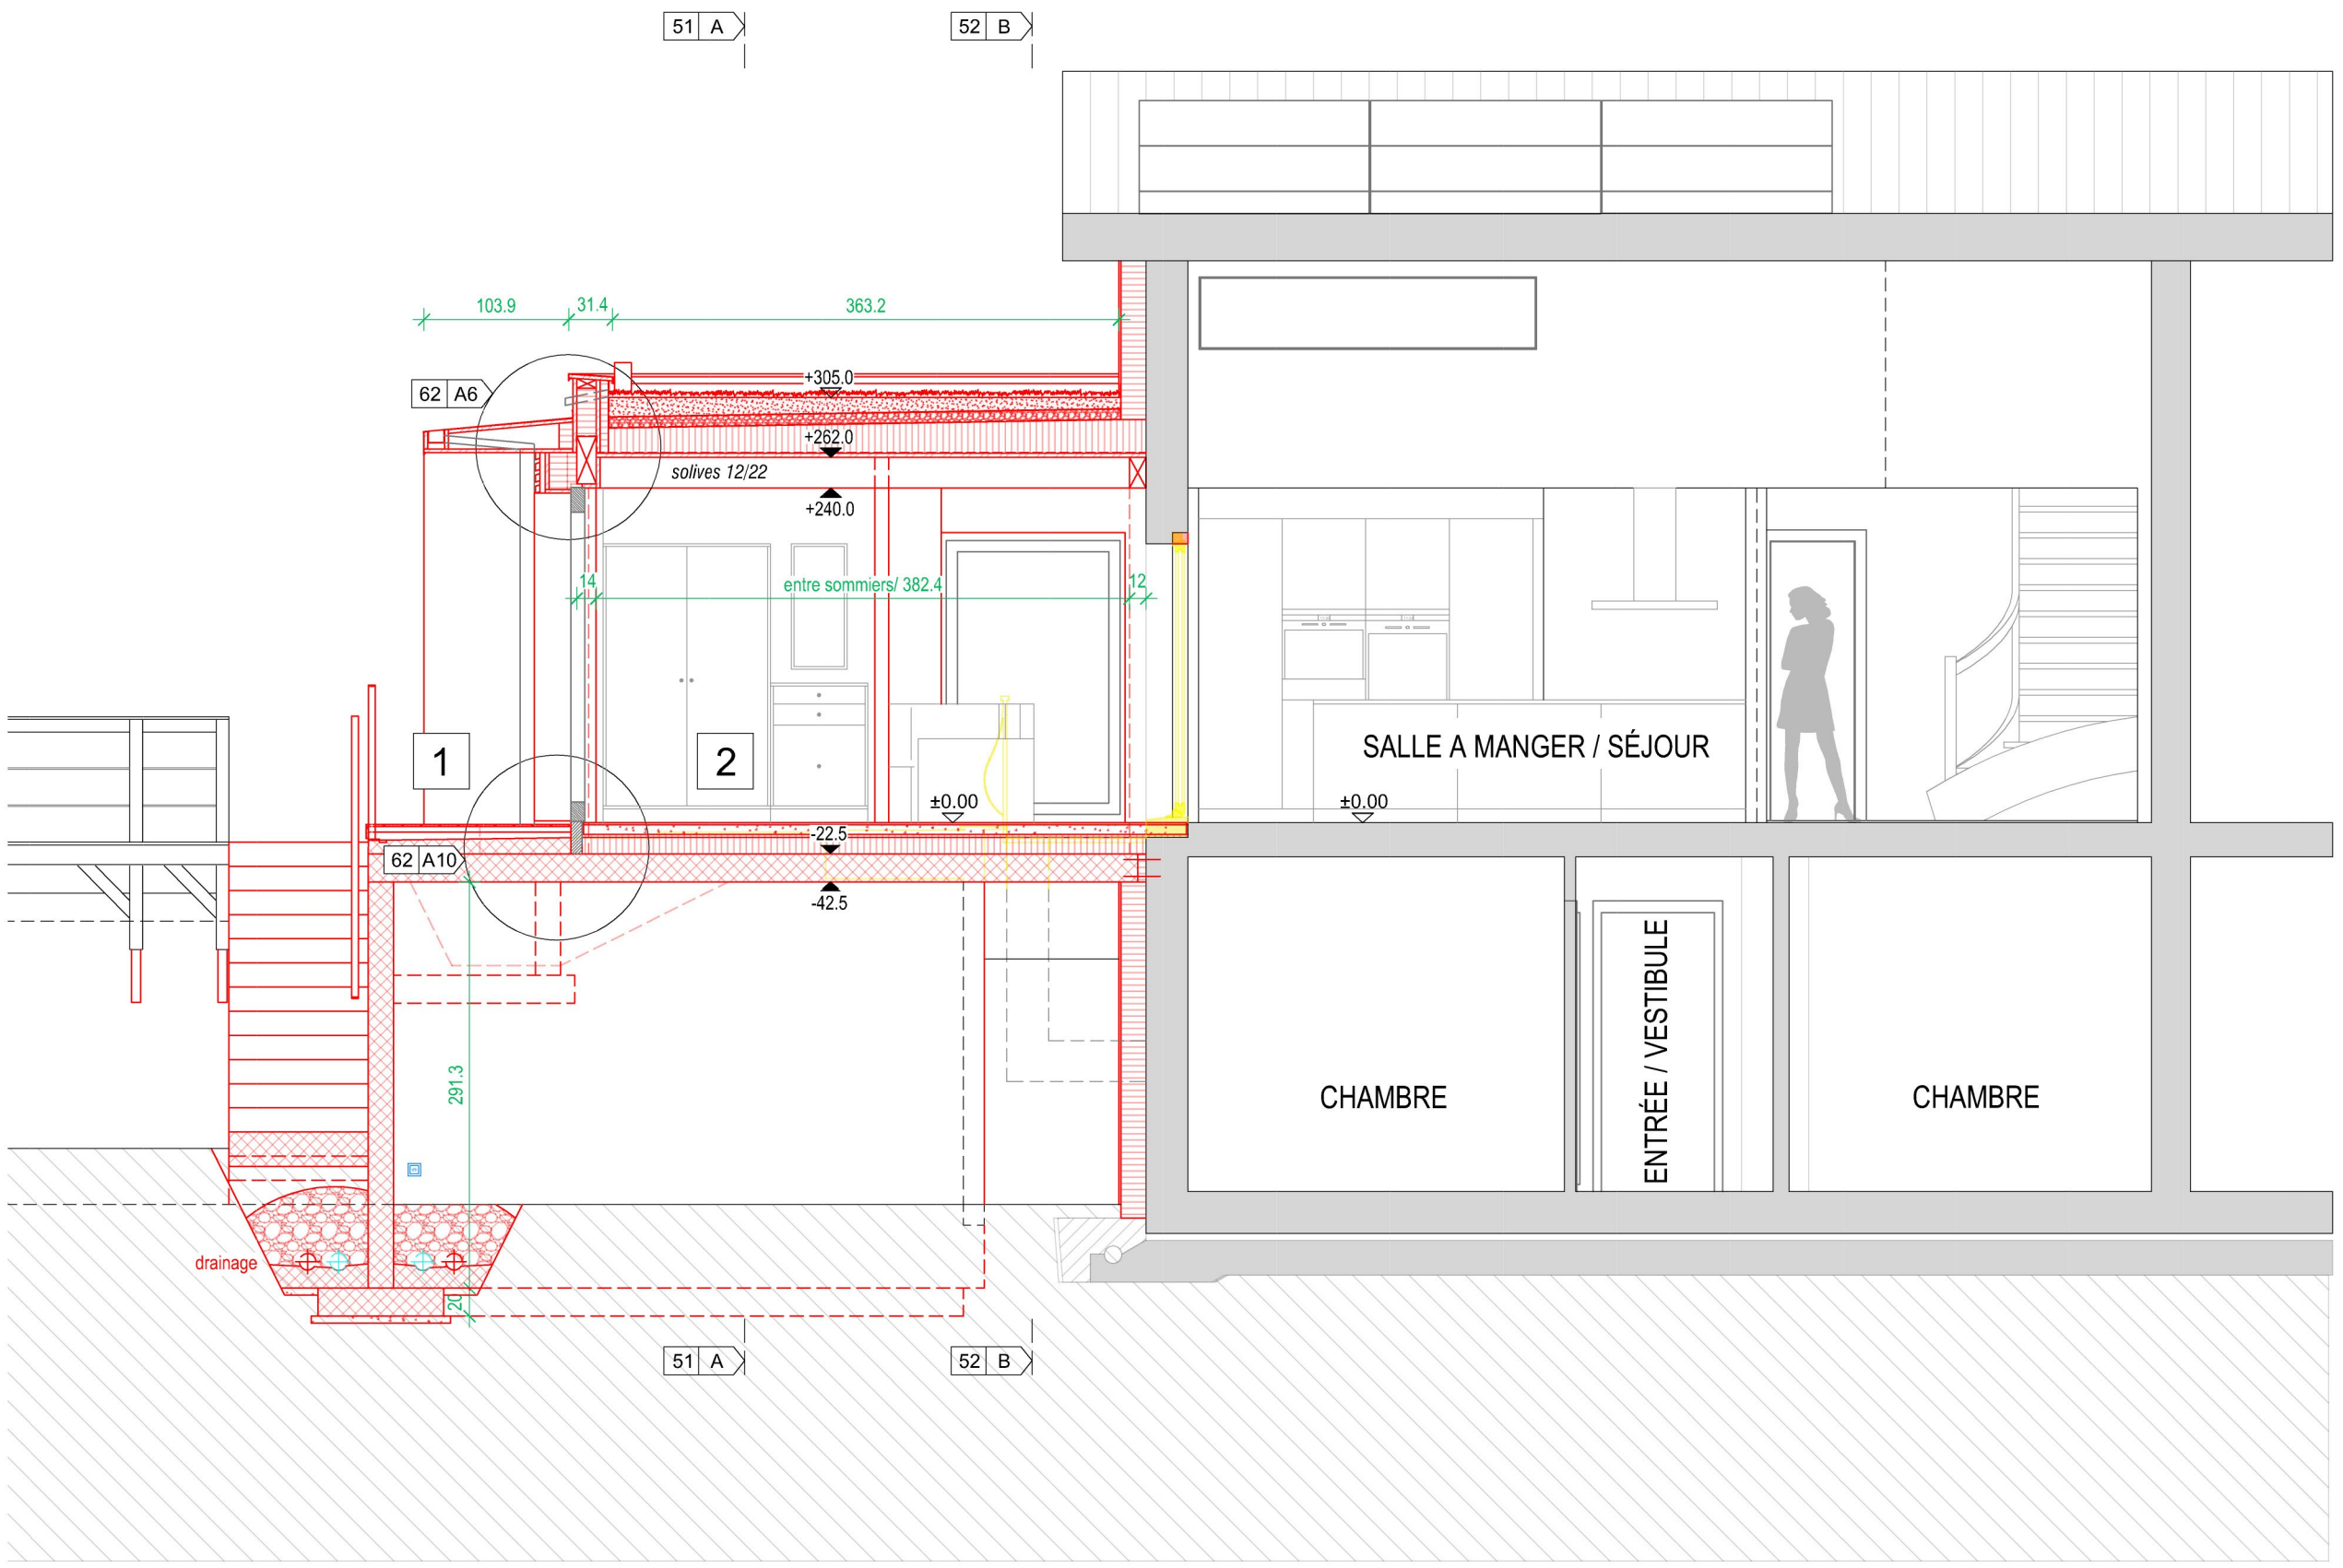 51 A
52 B
103.9
31.4
363.2
+305.0
62 A6
+262.0
solives 12/22
+240.0
14
entre sommiers/ 382.4
12
1
2
SALLE A MANGER / SÉJOUR
±0.00
±0.00
-22.5
62 A10
-42.5
291.3
CHAMBRE
ENTRÉE / VESTIBULE
CHAMBRE
drainage
20
51 A
52 B